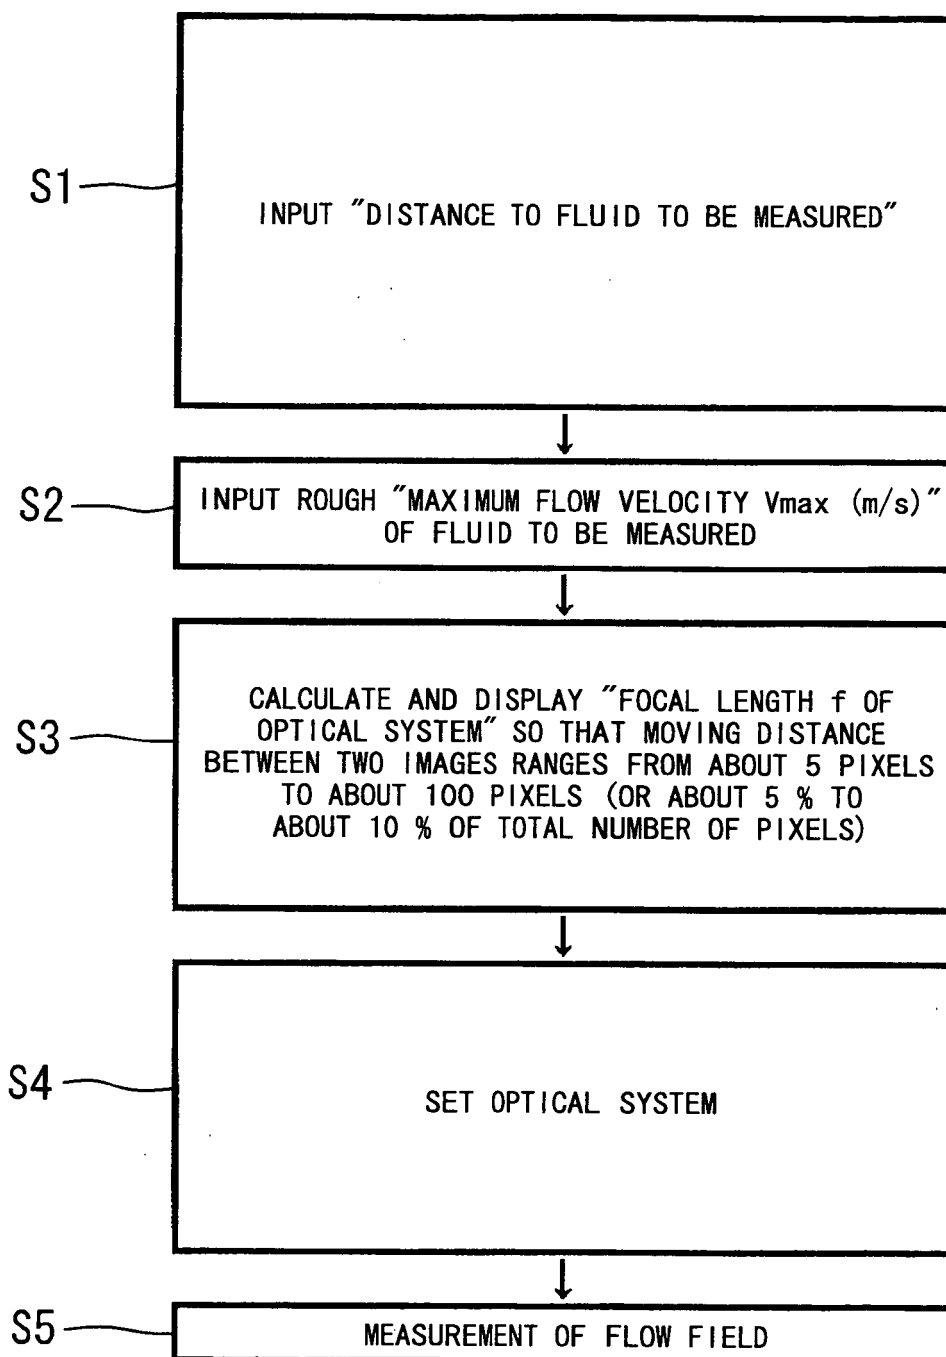 S1
INPUT "DISTANCE TO FLUID TO BE MEASURED"
S2
INPUT ROUGH "MAXIMUM FLOW VELOCITY Vmax (m/s)"
OF FLUID TO BE MEASURED
S3
CALCULATE AND DISPLAY "FOCAL LENGTH f OF
OPTICAL SYSTEM" SO THAT MOVING DISTANCE
BETWEEN TWO IMAGES RANGES FROM ABOUT 5 PIXELS
TO ABOUT 100 PIXELS (OR ABOUT 5 % TO
ABOUT 10 % OF TOTAL NUMBER OF PIXELS)
S4
SET OPTICAL SYSTEM
S5
MEASUREMENT OF FLOW FIELD